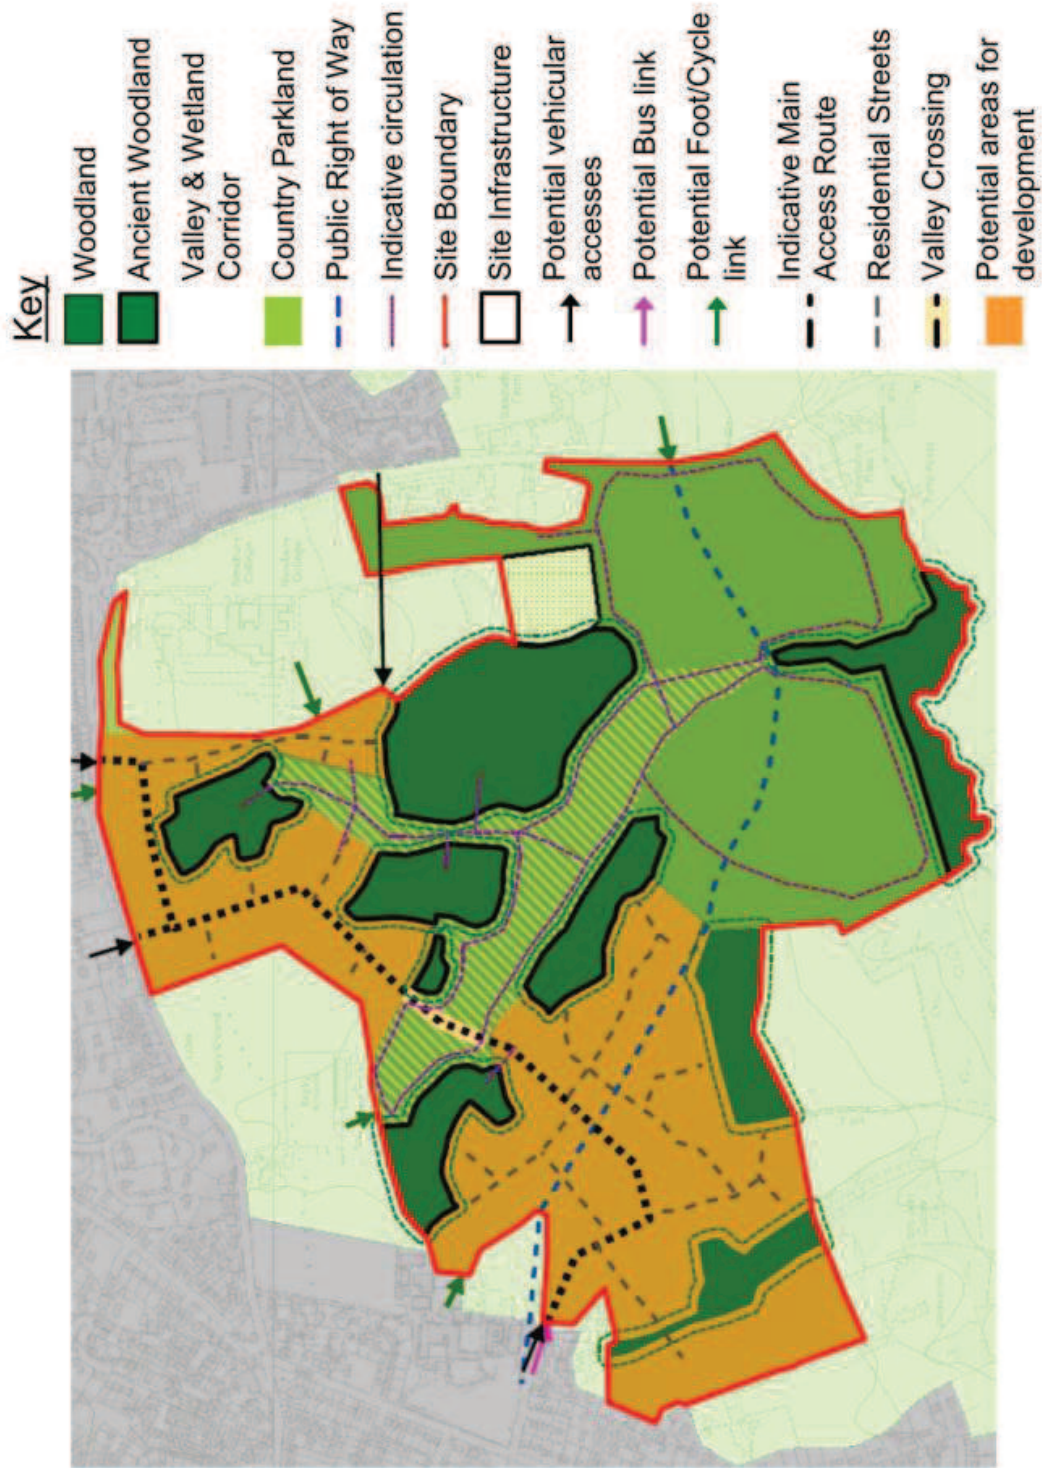 Key
Woodland
Ancient Woodland
Valley & Wetland
Corridor
Country Parkland
Public Right of Way
Indicative circulation
Site Boundary
Site Infrastructure
Potential vehicular
accesses
Potential Bus link
Potential Foot/Cycle
link
Indicative Main
Access Route
Residential Streets
Valley Crossing
Potential areas for
development